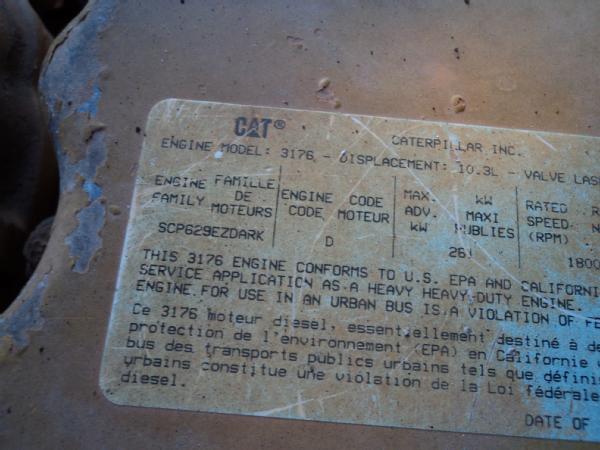 CAT® CATERPILLAR INC.
ENGINE MODEL: 3176 - DISPLACEMENT: 10.3L - VALVE LAS
ENGINE FAMILLE ENGINE CODE MAX. kW RATED R
FAMILY DE CODE MOTEUR ADV. MAXI SPEED N
MOTEURS kW PUBLIES (RPM)
SCP629EZDARK D 261 1800
THIS 3176 ENGINE CONFORMS TO U.S. EPA AND CALIFORNI
SERVICE APPLICATION AS A HEAVY HEAVY-DUTY ENGINE.
ENGINE FOR USE IN AN URBAN BUS IS A VIOLATION OF FE
Ce 3176 moteur diesel, essentiellement destiné à de
protection de l'environnement (EPA) en Californie
bus des transports publics urbains tels que définis
urbains constitue une violation de la Loi fédérale
diesel.
DATE OF